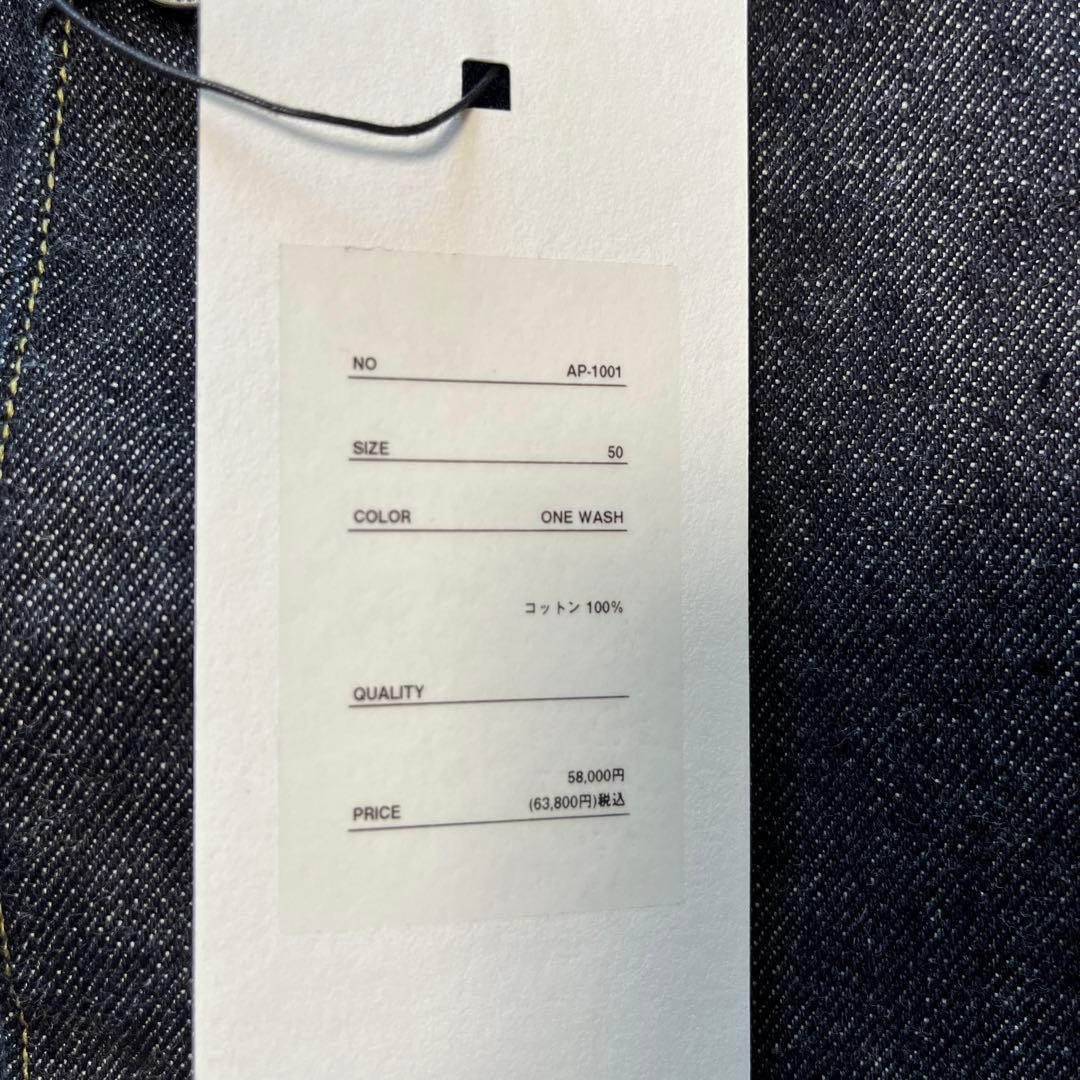 NO AP-1001
SIZE 50
COLOR ONE WASH
コットン 100%
QUALITY
58,000円
(63,800円)税込
PRICE